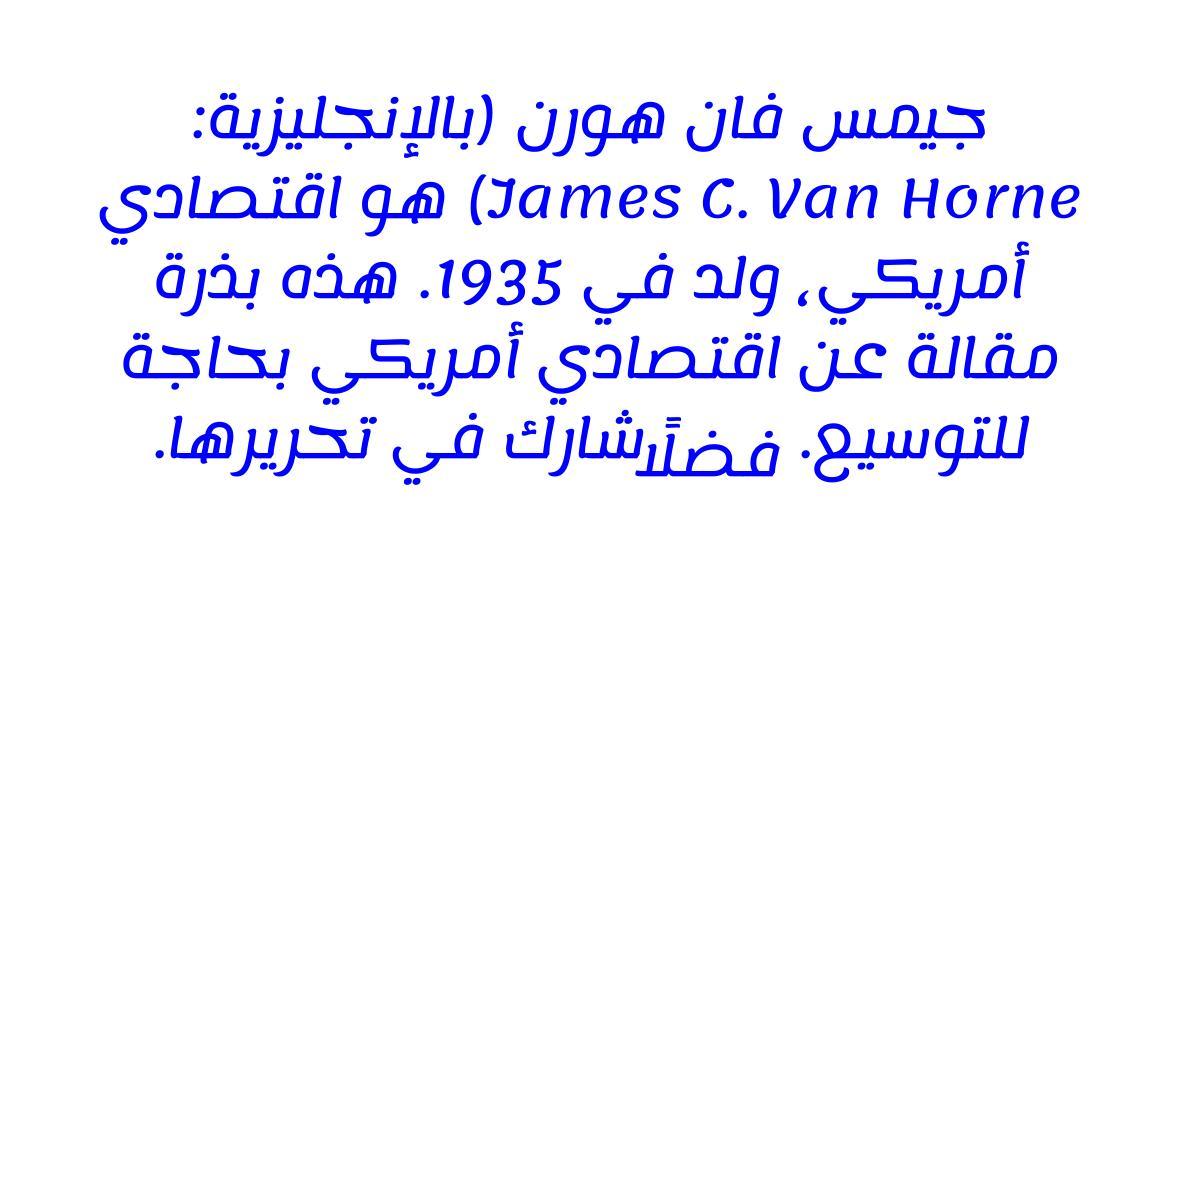 جيمس فان هورن (بالإنجليزية:
James C. Van Horne) هو اقتصادي
أمريكي، ولد في 1935. هذه بذرة
مقالة عن اقتصادي أمريكي بحاجة
للتوسيع. فضلًا شارك في تحريرها.